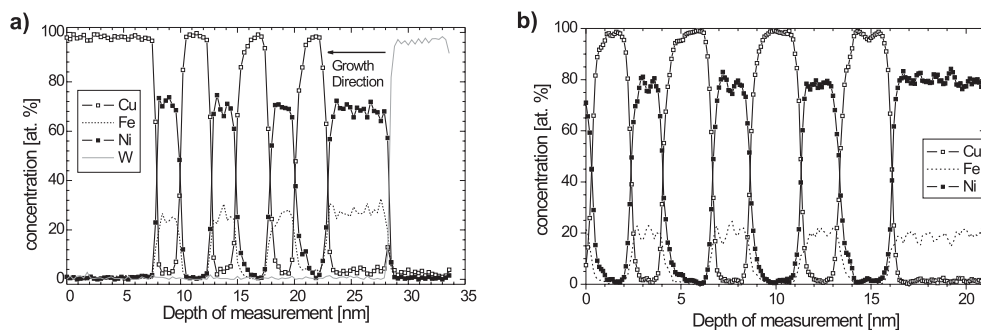 a)
concentration [at. %]
100
80
60
40
20
0
Cu
Fe
Ni
W
Growth
Direction
0 5 10 15 20 25 30 35
Depth of measurement [nm]
b)
concentration [at. %]
100
80
60
40
20
0
Cu
Fe
Ni
0 5 10 15 20
Depth of measurement [nm]